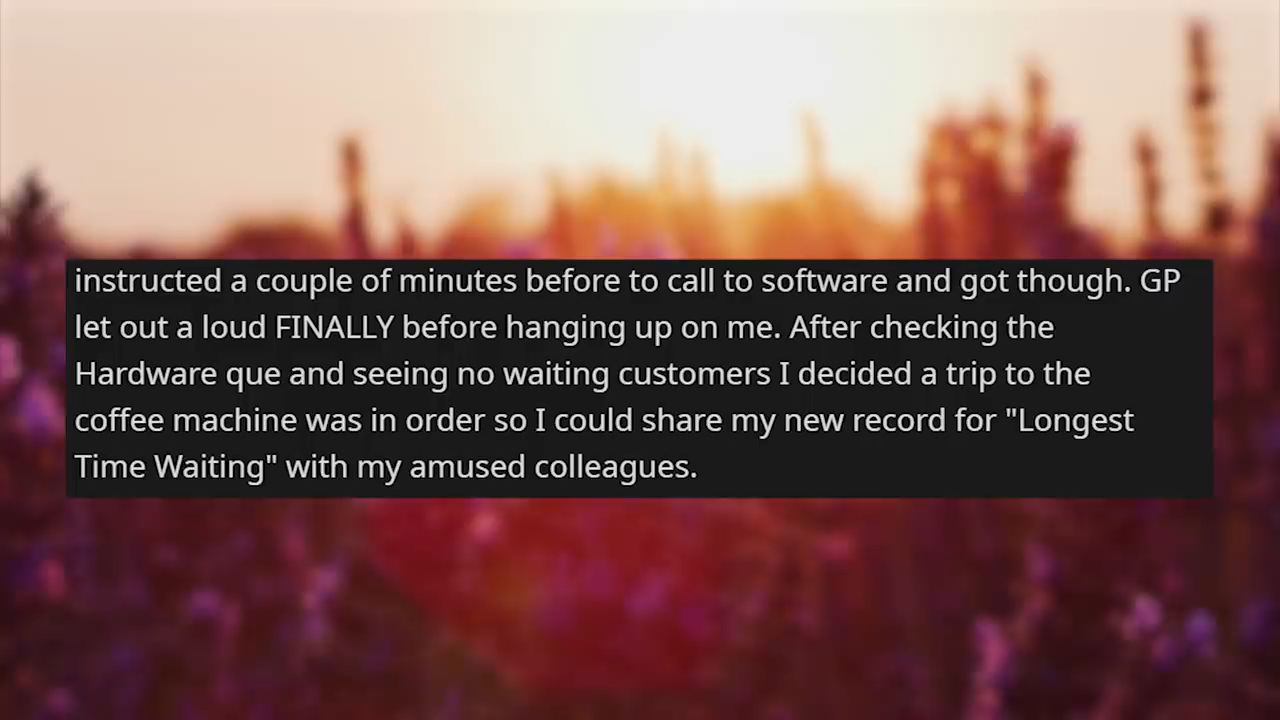 instructed a couple of minutes before to call to software and got though. GP
let out a loud FINALLY before hanging up on me. After checking the
Hardware que and seeing no waiting customers I decided a trip to the
coffee machine was in order so I could share my new record for "Longest
Time Waiting" with my amused colleagues.